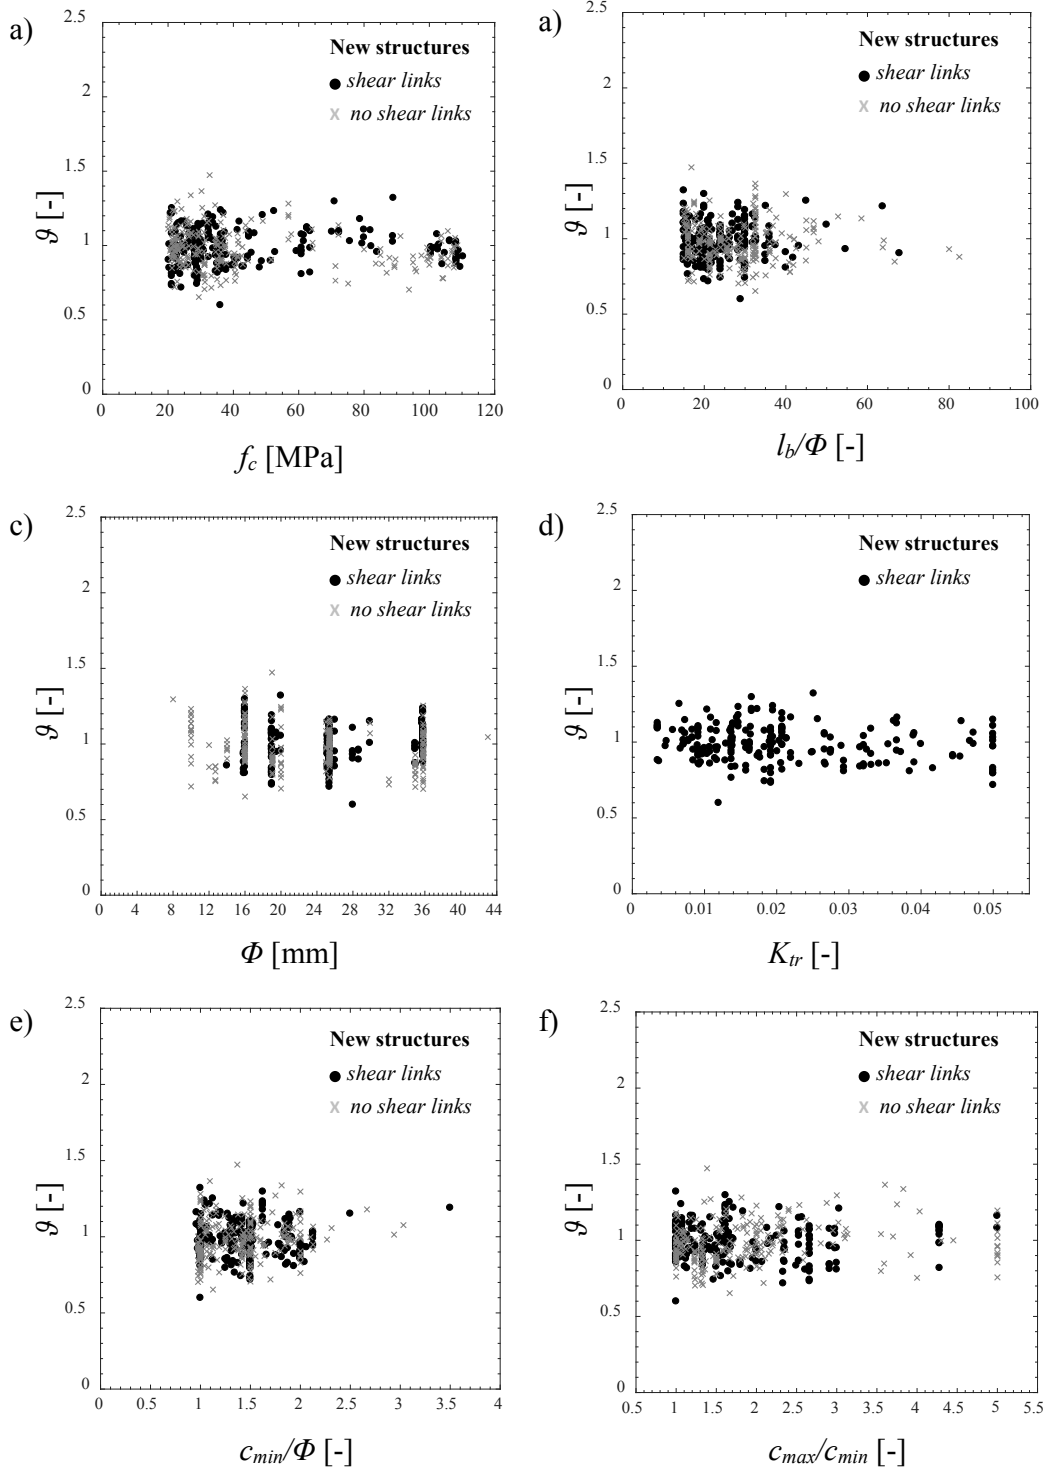 a)
2.5
2
1.5
1
0.5
0
ϑ [-]
New structures
shear links
x no shear links
0 20 40 60 80 100 120
f_c [MPa]
a)
2.5
2
1.5
1
0.5
0
ϑ [-]
New structures
shear links
x no shear links
0 20 40 60 80 100
l_b/Φ [-]
c)
2.5
2
1.5
1
0.5
0
ϑ [-]
New structures
shear links
x no shear links
0 4 8 12 16 20 24 28 32 36 40 44
Φ [mm]
d)
2.5
2
1.5
1
0.5
0
ϑ [-]
New structures
shear links
0 0.01 0.02 0.03 0.04 0.05
K_tr [-]
e)
2.5
2
1.5
1
0.5
0
ϑ [-]
New structures
shear links
x no shear links
0 0.5 1 1.5 2 2.5 3 3.5 4
c_min/Φ [-]
f)
2.5
2
1.5
1
0.5
0
ϑ [-]
New structures
shear links
x no shear links
0.5 1 1.5 2 2.5 3 3.5 4 4.5 5 5.5
c_max/c_min [-]